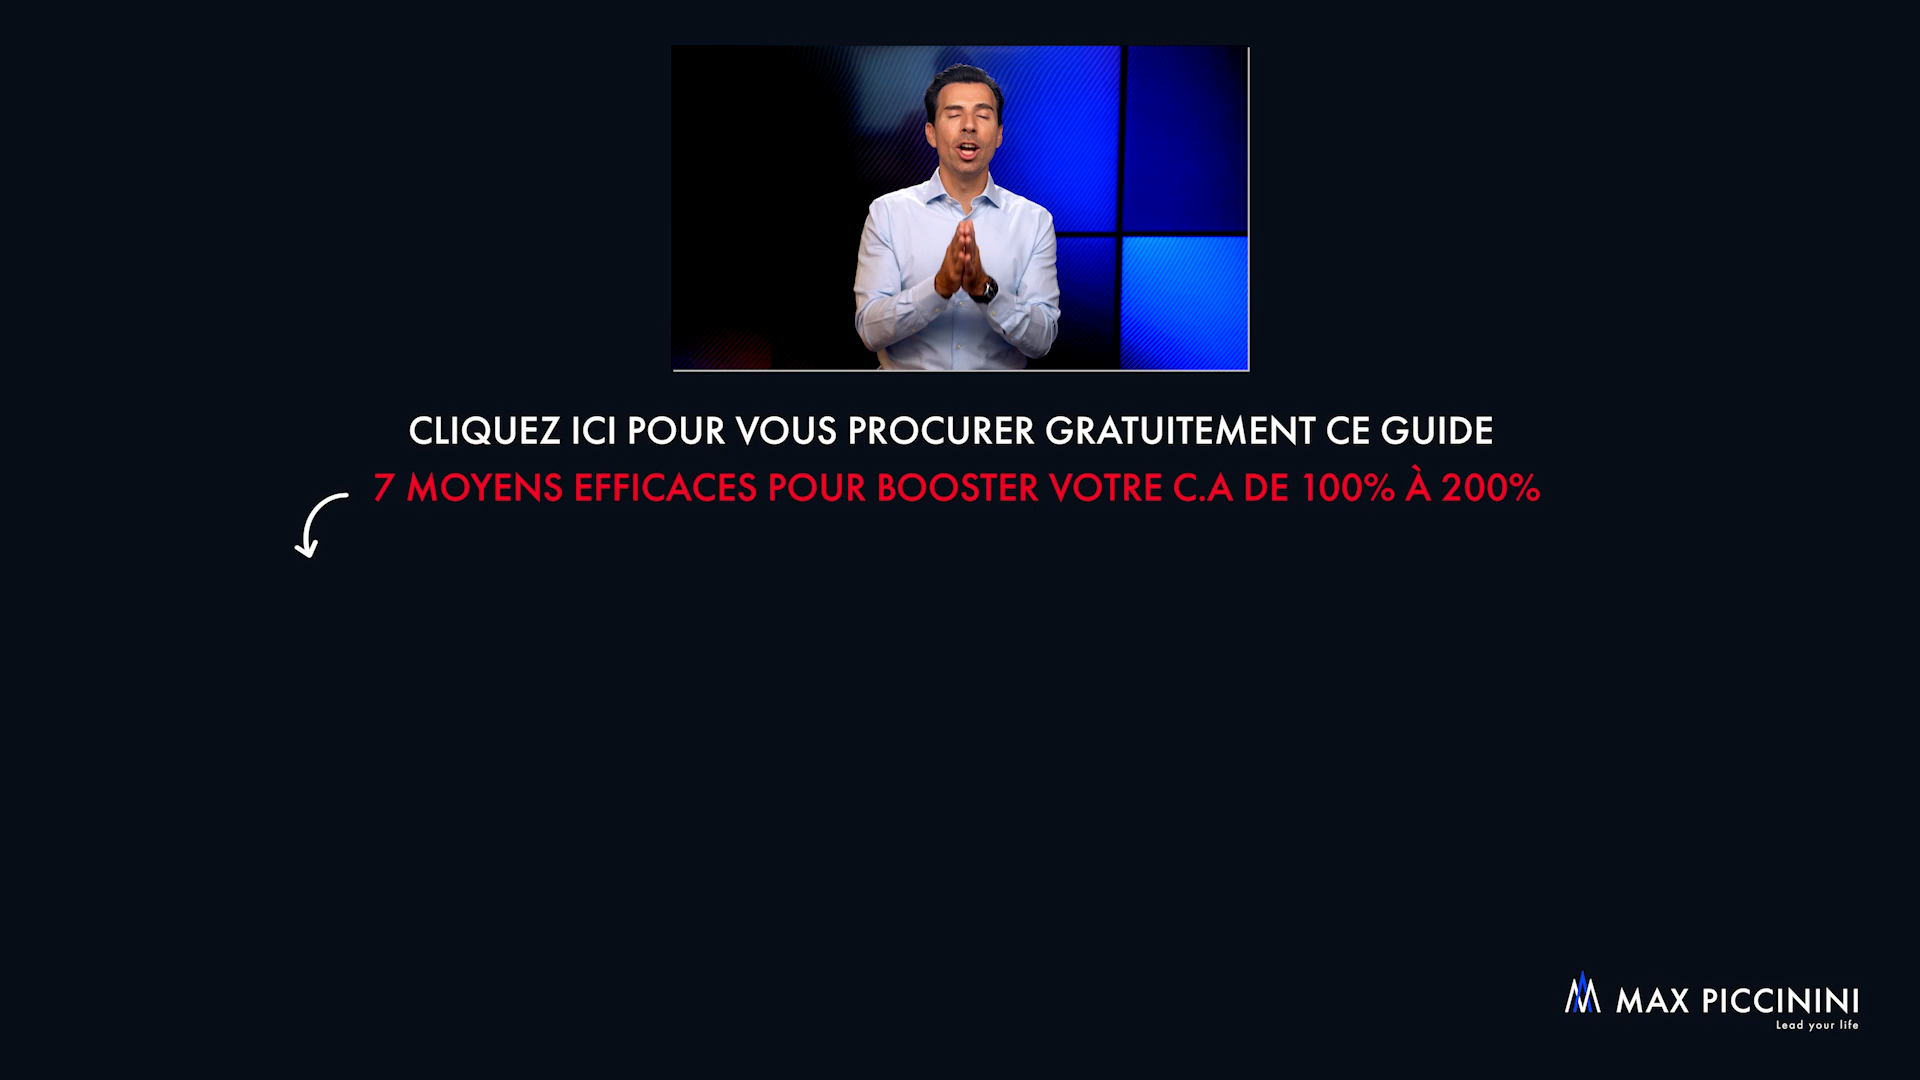 CLIQUEZ ICI POUR VOUS PROCURER GRATUITEMENT CE GUIDE
7 MOYENS EFFICACES POUR BOOSTER VOTRE C.A DE 100% À 200%
MAX PICCININI
Lead your life